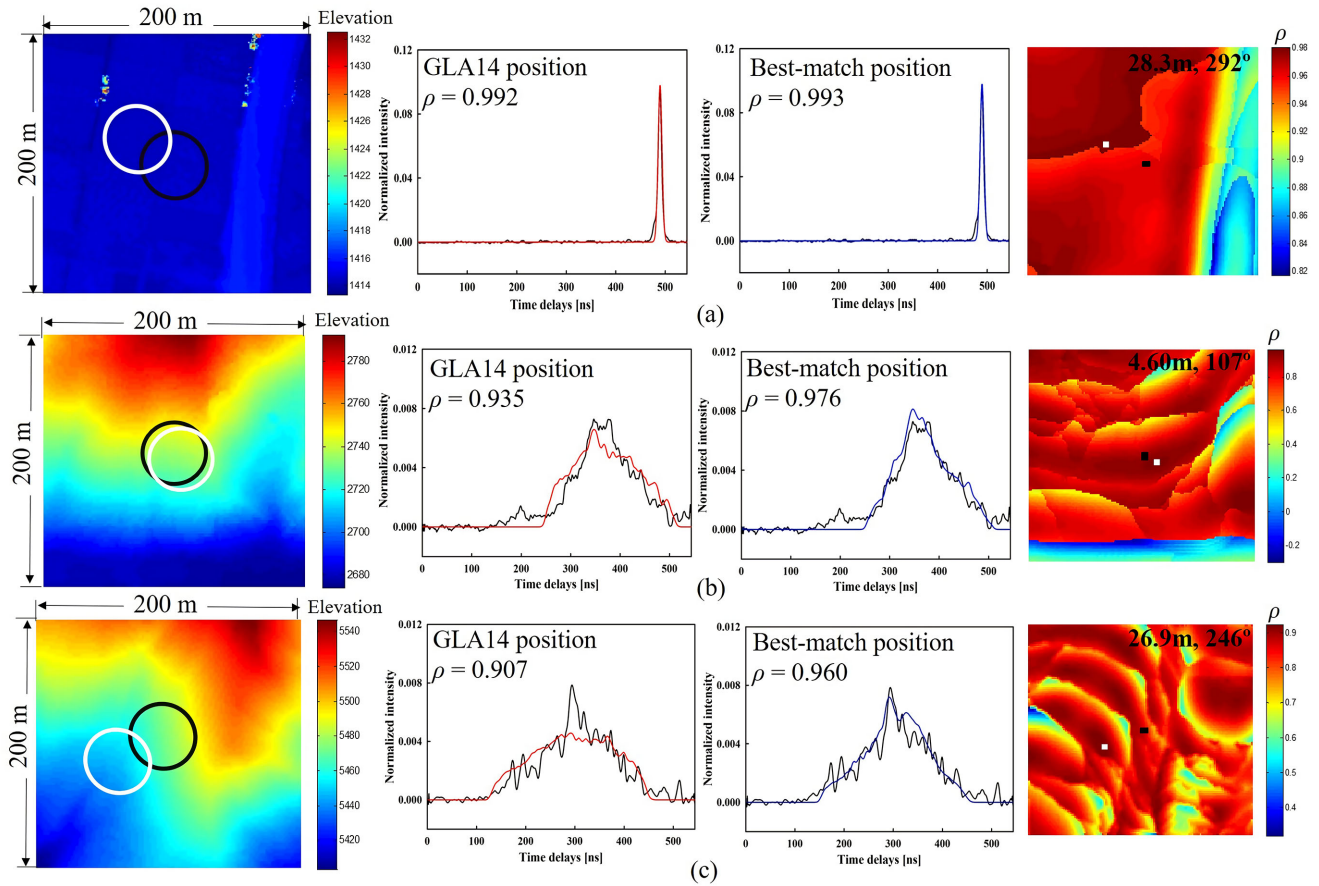 200 m
Elevation
200 m
1432
1430
1428
1426
1424
1422
1420
1418
1416
1414
Normalized intensity
0.12
0.08
0.04
0.00
GLA14 position
ρ = 0.992
0 100 200 300 400 500
Time delays [ns]
Normalized intensity
0.12
0.08
0.04
0.00
Best-match position
ρ = 0.993
0 100 200 300 400 500
Time delays [ns]
28.3m, 292º
ρ
0.98
0.96
0.94
0.92
0.9
0.88
0.86
0.84
0.82
(a)
200 m
Elevation
200 m
2780
2760
2740
2720
2700
2680
Normalized intensity
0.012
0.008
0.004
0.000
GLA14 position
ρ = 0.935
0 100 200 300 400 500
Time delays [ns]
Normalized intensity
0.012
0.008
0.004
0.000
Best-match position
ρ = 0.976
0 100 200 300 400 500
Time delays [ns]
4.60m, 107º
ρ
0.8
0.6
0.4
0.2
0
-0.2
(b)
200 m
Elevation
200 m
5540
5520
5500
5480
5460
5440
5420
Normalized intensity
0.012
0.008
0.004
0.000
GLA14 position
ρ = 0.907
0 100 200 300 400 500
Time delays [ns]
Normalized intensity
0.012
0.008
0.004
0.000
Best-match position
ρ = 0.960
0 100 200 300 400 500
Time delays [ns]
26.9m, 246º
ρ
0.9
0.8
0.7
0.6
0.5
0.4
(c)